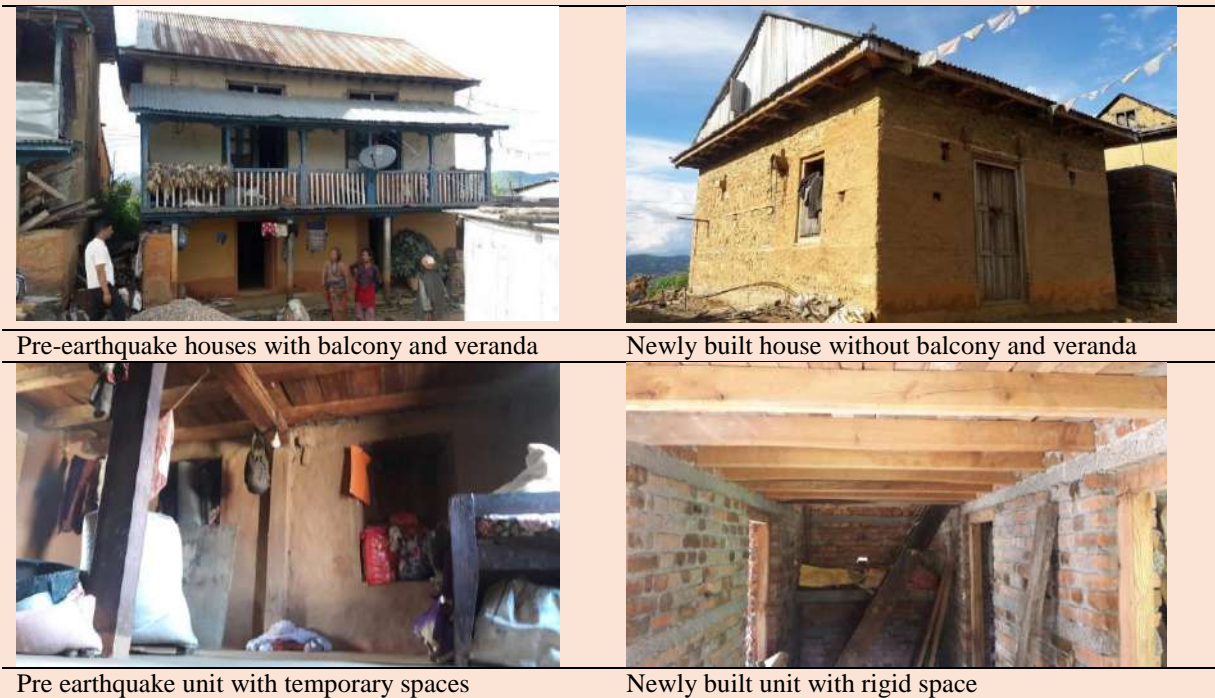 Pre-earthquake houses with balcony and veranda
Newly built house without balcony and veranda
Pre earthquake unit with temporary spaces
Newly built unit with rigid space